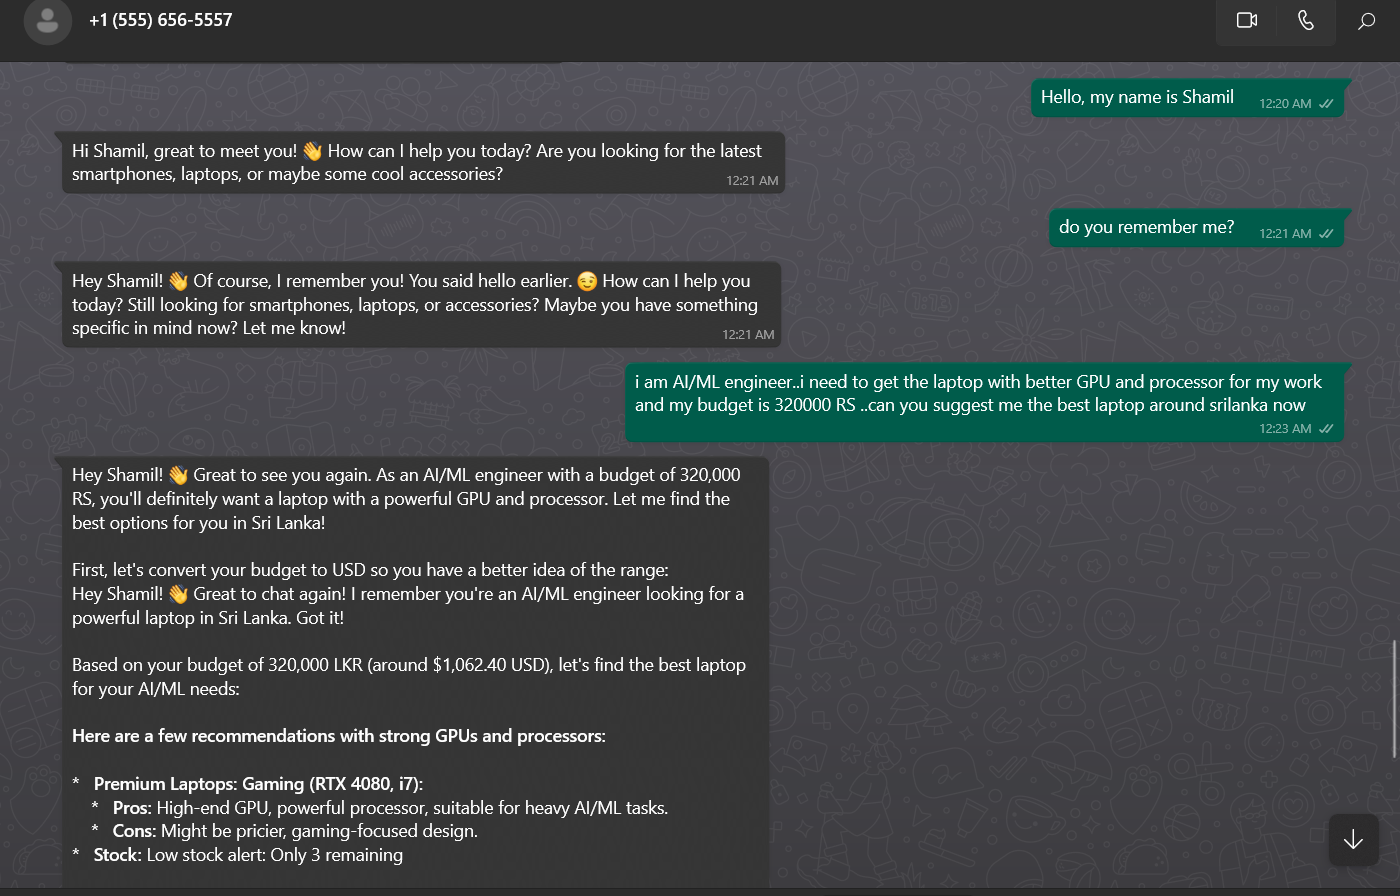 +1 (555) 656-5557
Hello, my name is Shamil
12:20 AM
Hi Shamil, great to meet you! 👋 How can I help you today? Are you looking for the latest
smartphones, laptops, or maybe some cool accessories?
12:21 AM
do you remember me?
12:21 AM
Hey Shamil! 👋 Of course, I remember you! You said hello earlier. 😉 How can I help you
today? Still looking for smartphones, laptops, or accessories? Maybe you have something
specific in mind now? Let me know!
12:21 AM
i am AI/ML engineer..i need to get the laptop with better GPU and processor for my work
and my budget is 320000 RS ..can you suggest me the best laptop around srilanka now
12:23 AM
Hey Shamil! 👋 Great to see you again. As an AI/ML engineer with a budget of 320,000
RS, you'll definitely want a laptop with a powerful GPU and processor. Let me find the
best options for you in Sri Lanka!
First, let's convert your budget to USD so you have a better idea of the range:
Hey Shamil! 👋 Great to chat again! I remember you're an AI/ML engineer looking for a
powerful laptop in Sri Lanka. Got it!
Based on your budget of 320,000 LKR (around $1,062.40 USD), let's find the best laptop
for your AI/ML needs:
Here are a few recommendations with strong GPUs and processors:
* Premium Laptops: Gaming (RTX 4080, i7):
* Pros: High-end GPU, powerful processor, suitable for heavy AI/ML tasks.
* Cons: Might be pricier, gaming-focused design.
* Stock: Low stock alert: Only 3 remaining